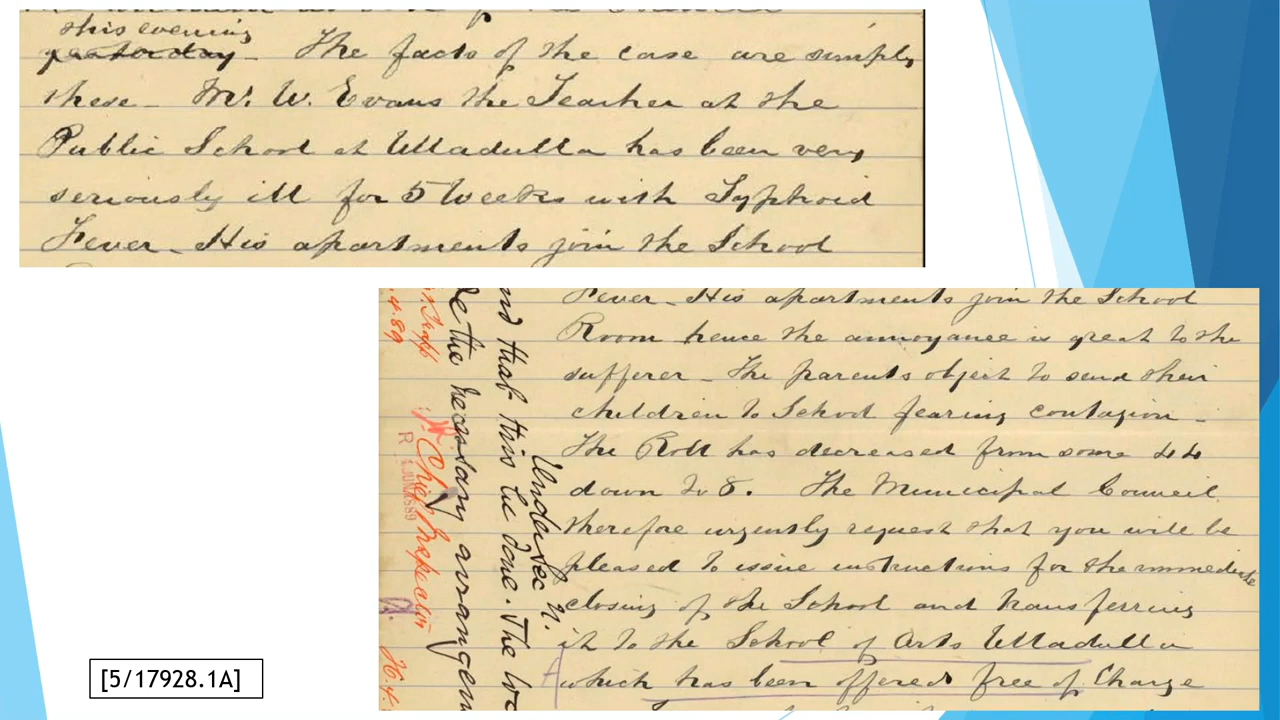 this evening
yesterday - The facts of the case are simply
these - Mr. W. Evans the Teacher at the
Public School at Ulladulla has been very
seriously ill for 5 Weeks with Typhoid
Fever - His apartments join the School
Fever - His apartments join the School
Room hence the annoyance is great to the
sufferer - The parents object to send their
children to School fearing contagion -
The Roll has decreased from some 44
down to 8. The Municipal Council
therefore urgently request that you will be
pleased to issue instructions for the immediate
closing of the School and transferring
it to the School of Arts Ulladulla
which has been offered free of Charge
Under Sec
nd that this be done. The
the necessary
Chief Inspector
[5/17928.1A]